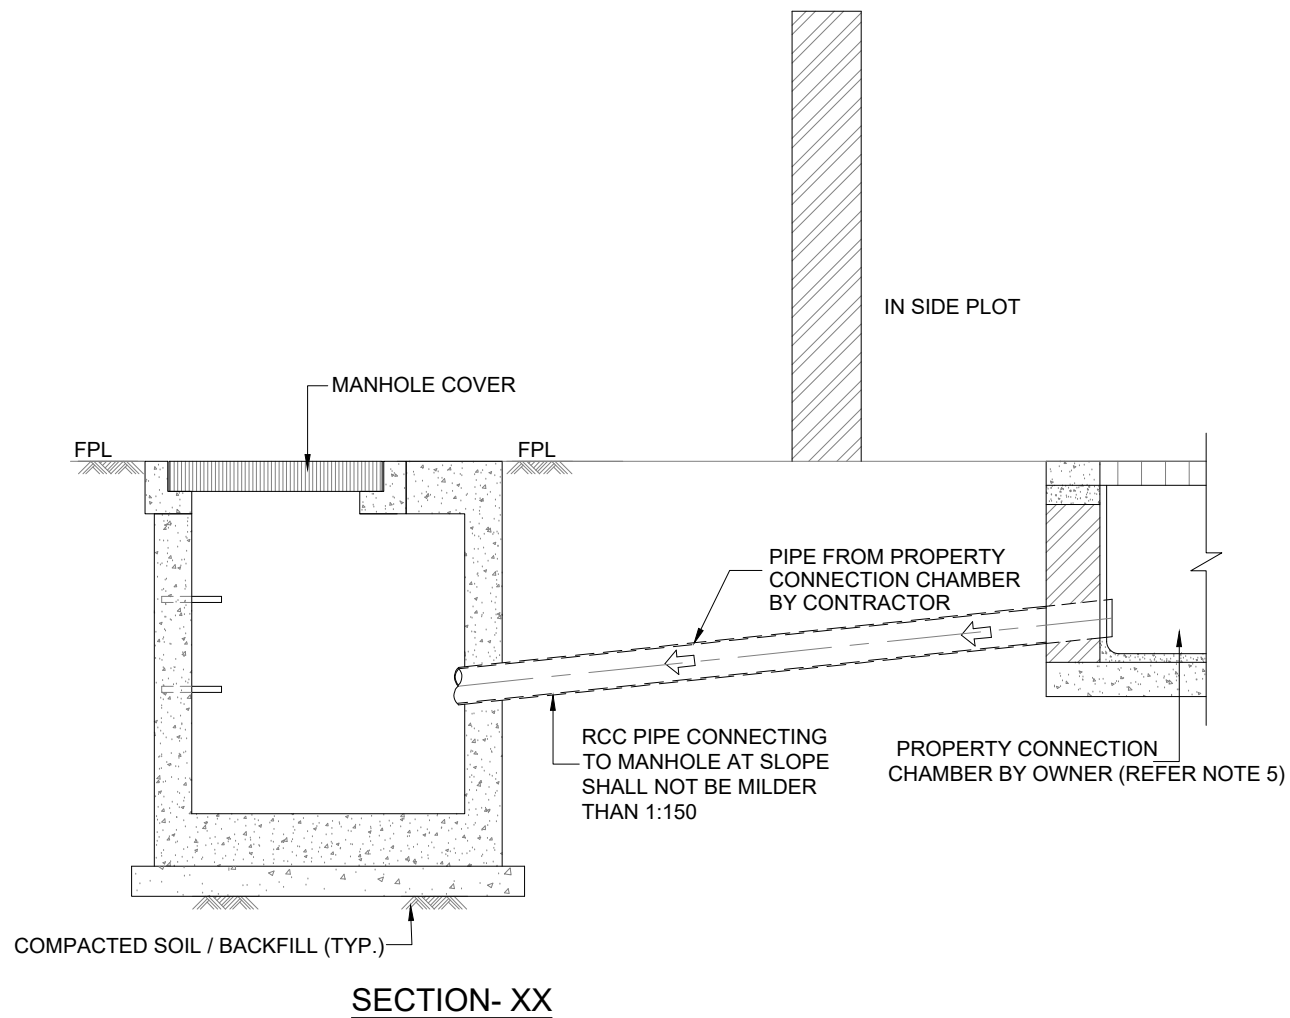 IN SIDE PLOT
MANHOLE COVER
FPL
FPL
PIPE FROM PROPERTY
CONNECTION CHAMBER
BY CONTRACTOR
RCC PIPE CONNECTING
TO MANHOLE AT SLOPE
SHALL NOT BE MILDER
THAN 1:150
PROPERTY CONNECTION
CHAMBER BY OWNER (REFER NOTE 5)
COMPACTED SOIL / BACKFILL (TYP.)
SECTION- XX